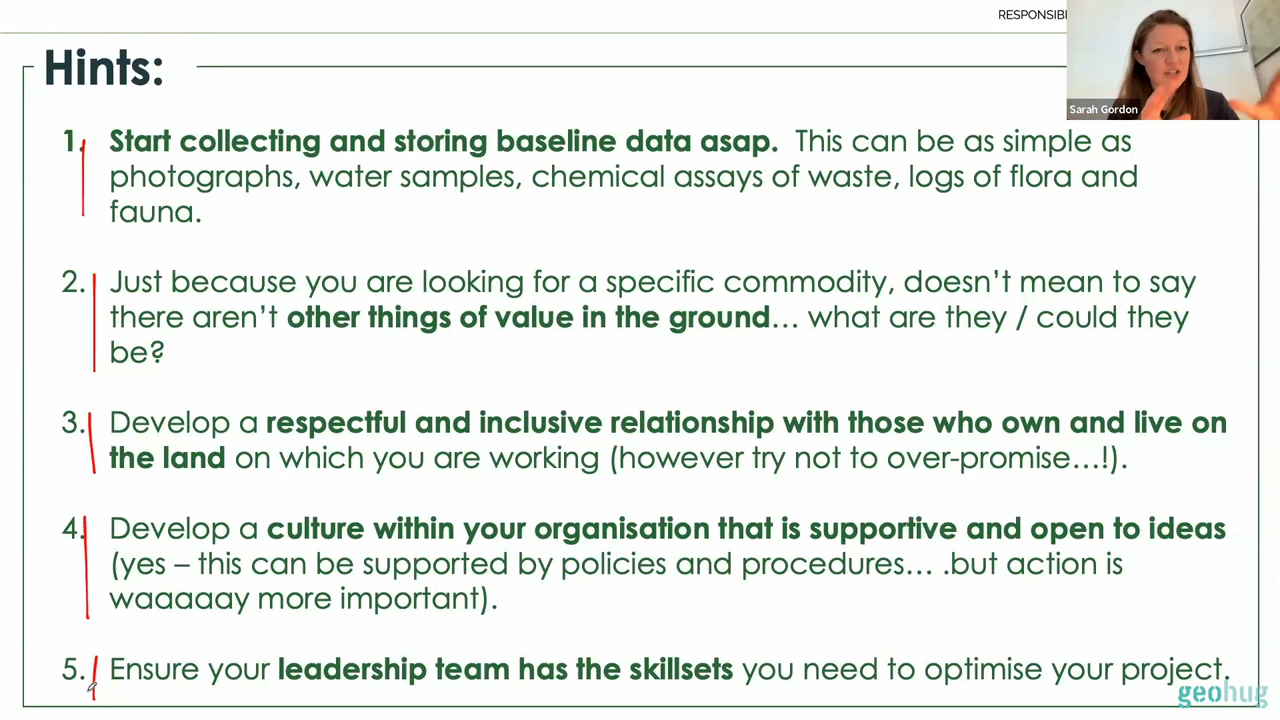 RESPONSIB
Hints:
Sarah Gordon
1. Start collecting and storing baseline data asap. This can be as simple as
photographs, water samples, chemical assays of waste, logs of flora and
fauna.
2. Just because you are looking for a specific commodity, doesn’t mean to say
there aren’t other things of value in the ground… what are they / could they
be?
3. Develop a respectful and inclusive relationship with those who own and live on
the land on which you are working (however try not to over-promise…!).
4. Develop a culture within your organisation that is supportive and open to ideas
(yes – this can be supported by policies and procedures… .but action is
waaaaay more important).
5. Ensure your leadership team has the skillsets you need to optimise your project.
geohug